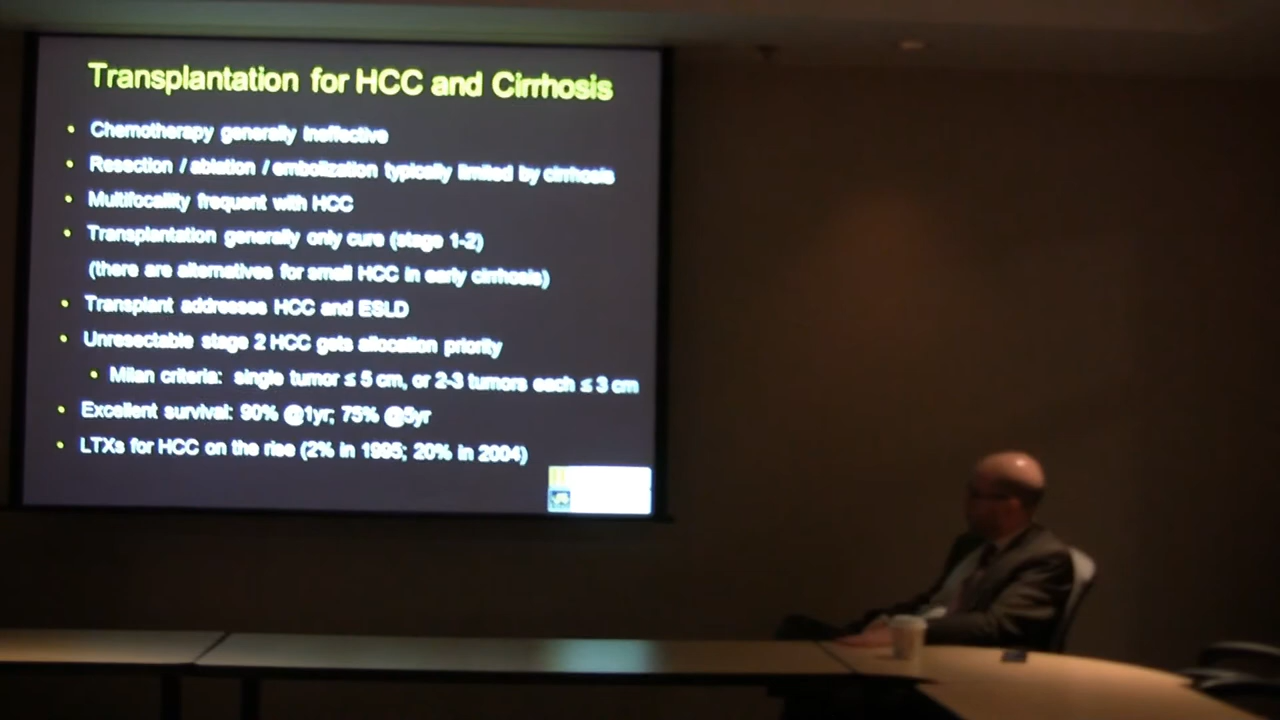 Transplantation for HCC and Cirrhosis
• Chemotherapy generally ineffective
• Resection / ablation / embolization typically limited by cirrhosis
• Multifocality frequent with HCC
• Transplantation generally only cure (stage 1-2)
(there are alternatives for small HCC in early cirrhosis)
• Transplant addresses HCC and ESLD
• Unresectable stage 2 HCC gets allocation priority
• Milan criteria: single tumor ≤ 5 cm, or 2-3 tumors each ≤ 3 cm
• Excellent survival: 90% @1yr; 75% @5yr
• LTXs for HCC on the rise (2% in 1995; 20% in 2004)